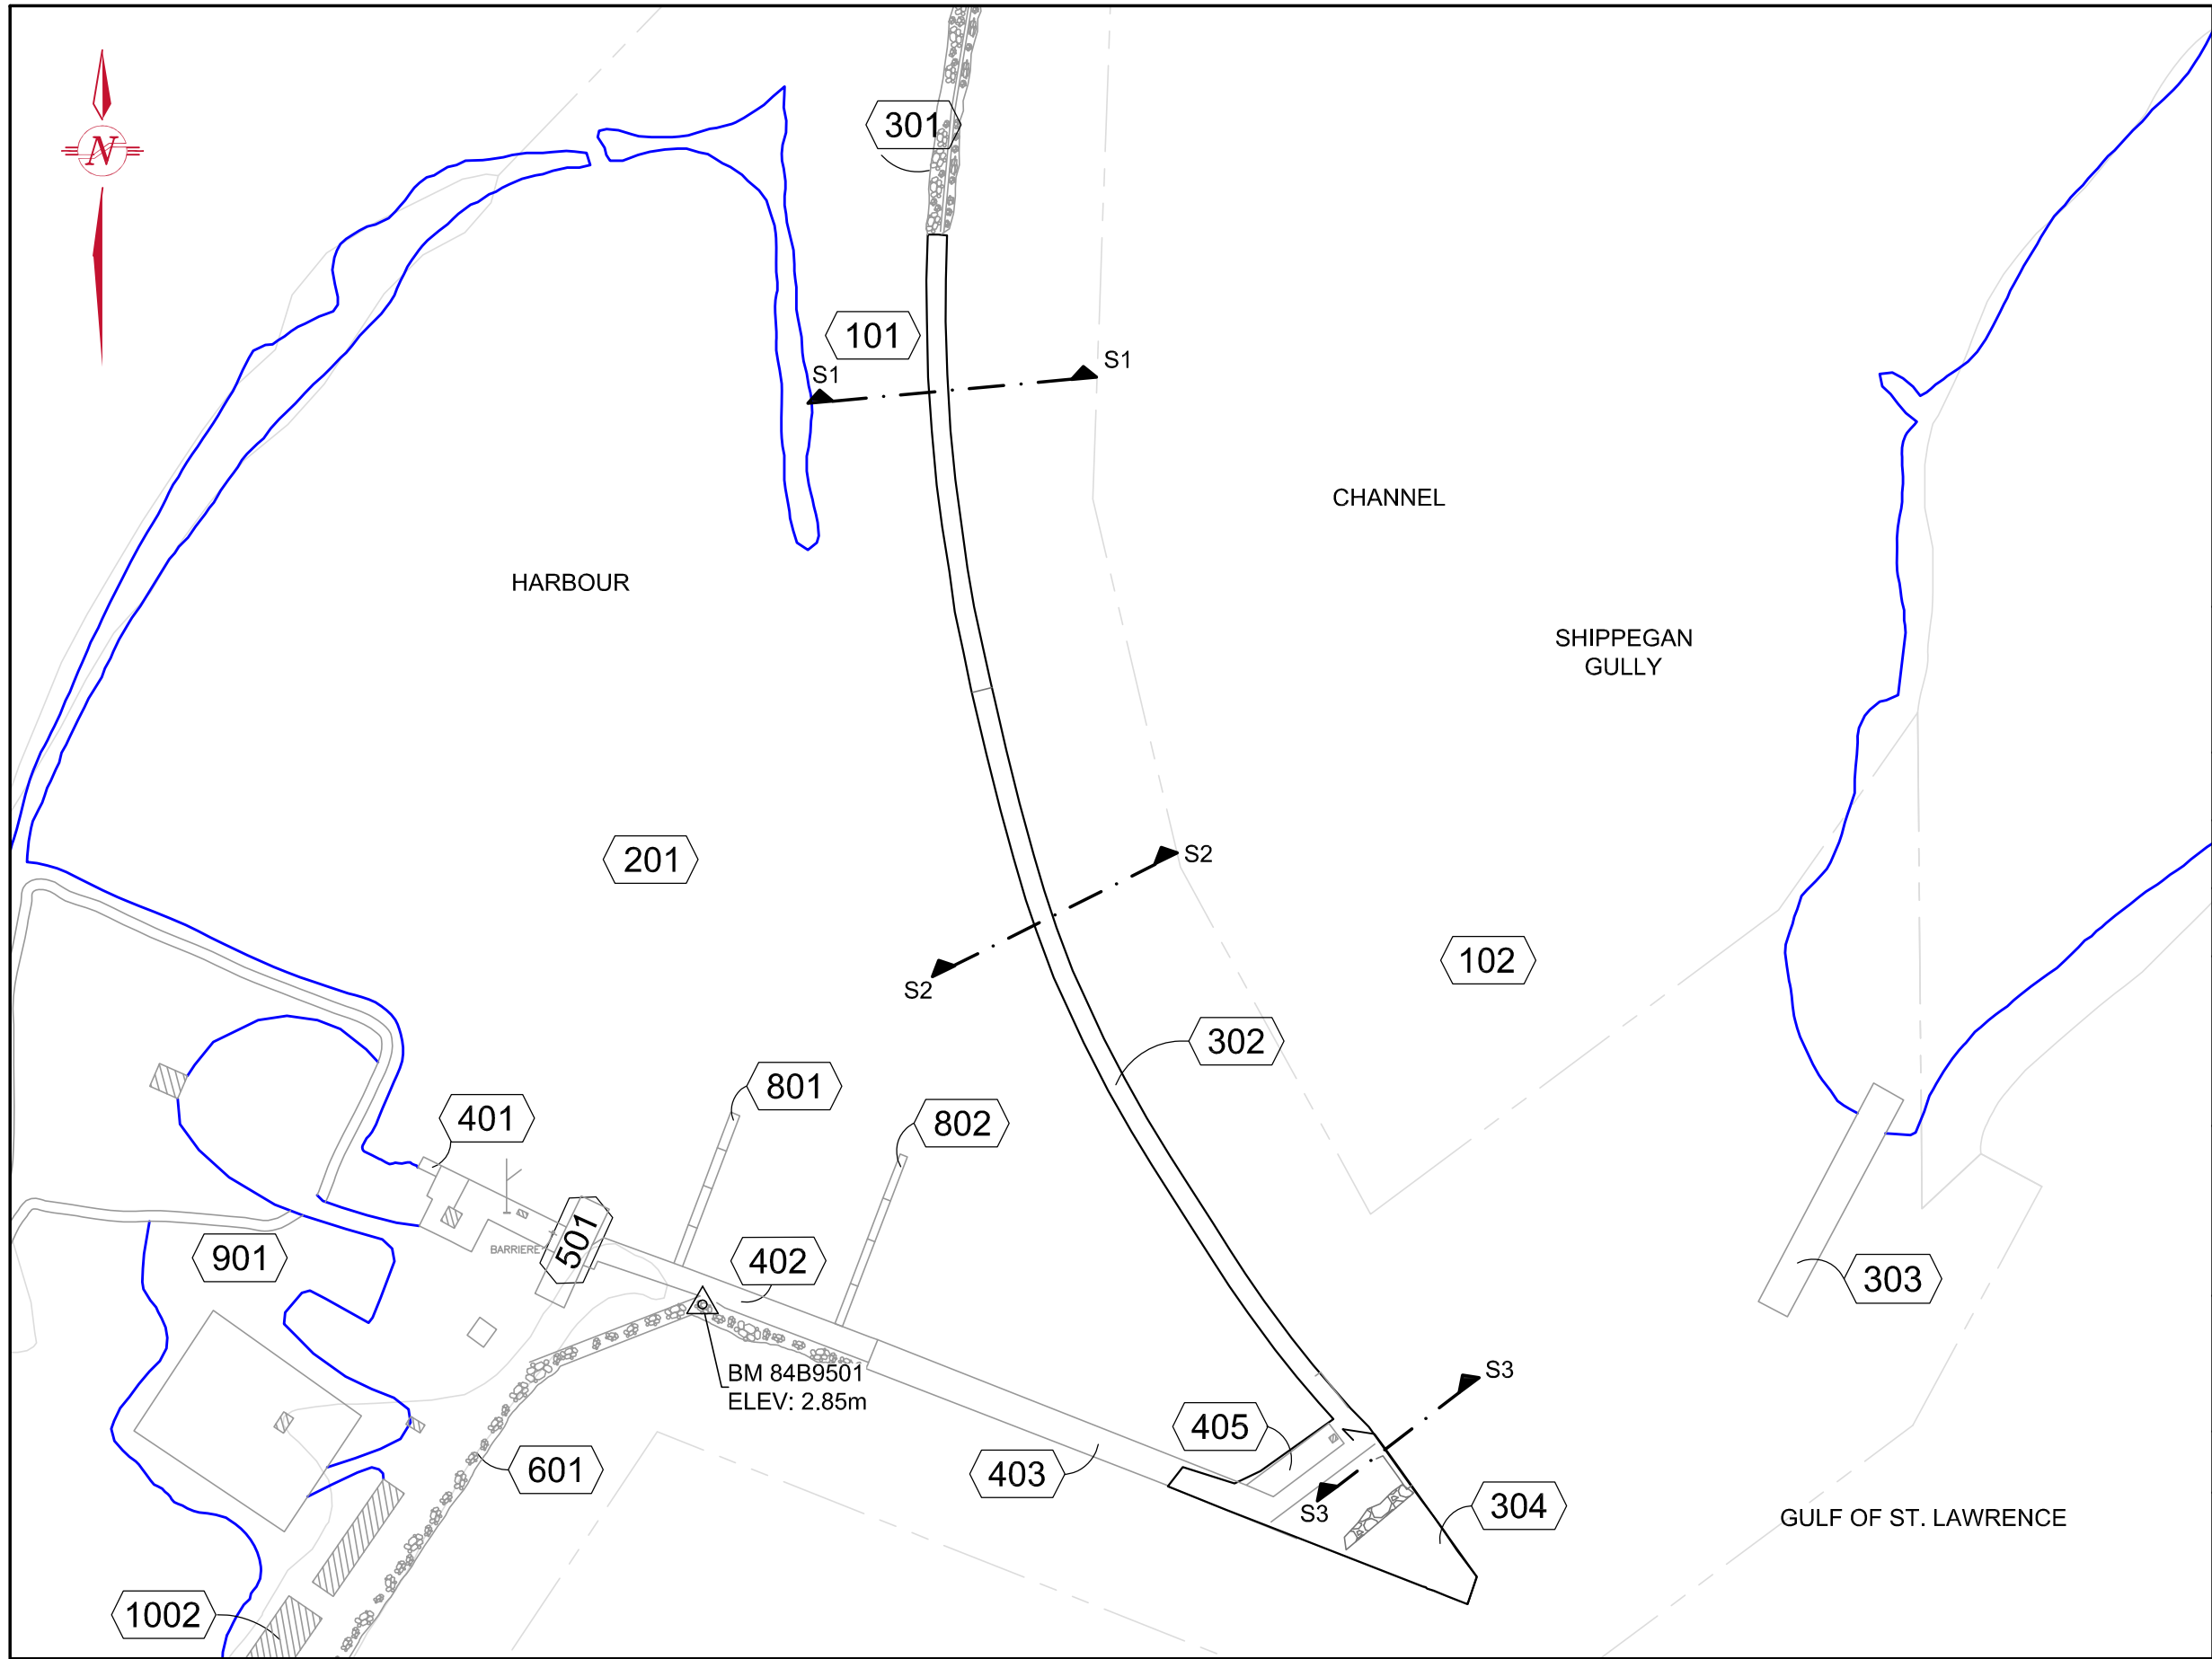 301
N
101
S1
S1
CHANNEL
HARBOUR
SHIPPEGAN
GULLY
201
S2
S2
102
302
801
802
401
501
BARRIERE
901
402
303
BM 84B9501
ELEV: 2.85m
S3
405
403
601
S3
304
GULF OF ST. LAWRENCE
1002